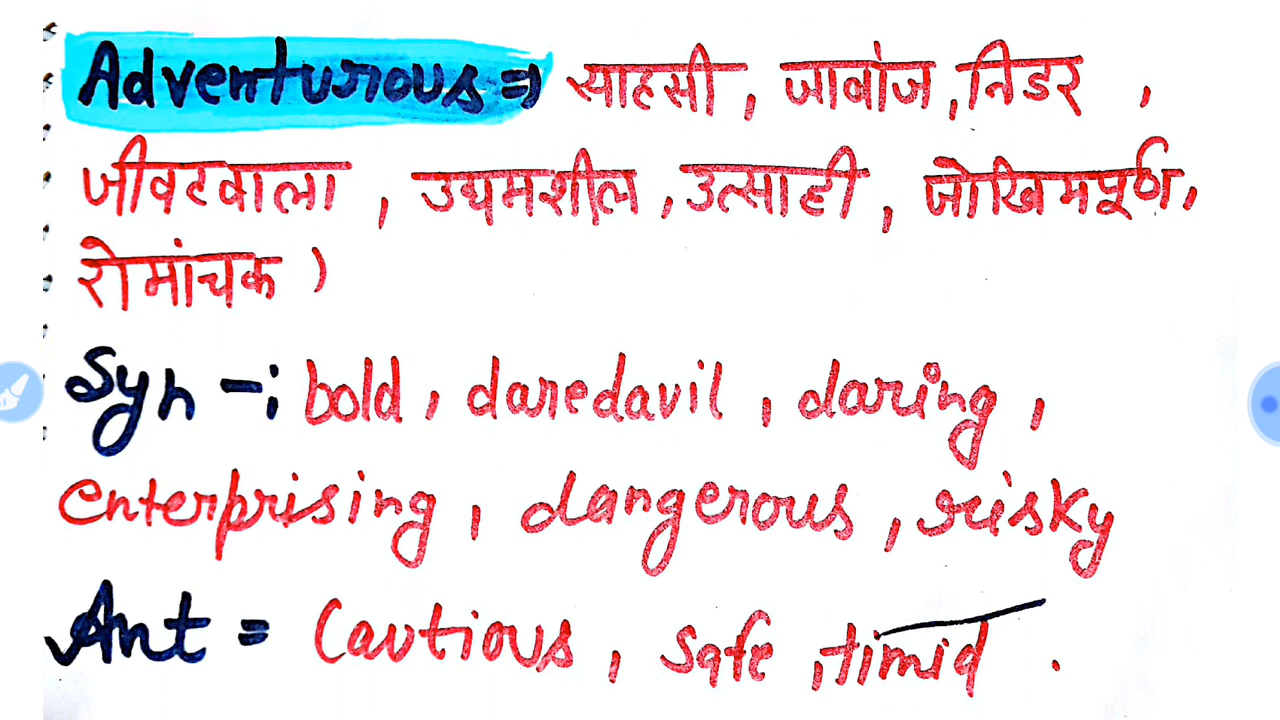 Adventurous ⇒ साहसी, जाबांज, निडर,
जीवटवाला, उद्यमशील, उत्साही, जोखिमपूर्ण,
रोमांचक)
Syn -; bold, daredavil, daring,
enterprising, dangerous, risky
Ant = Cautious, safe, timid.